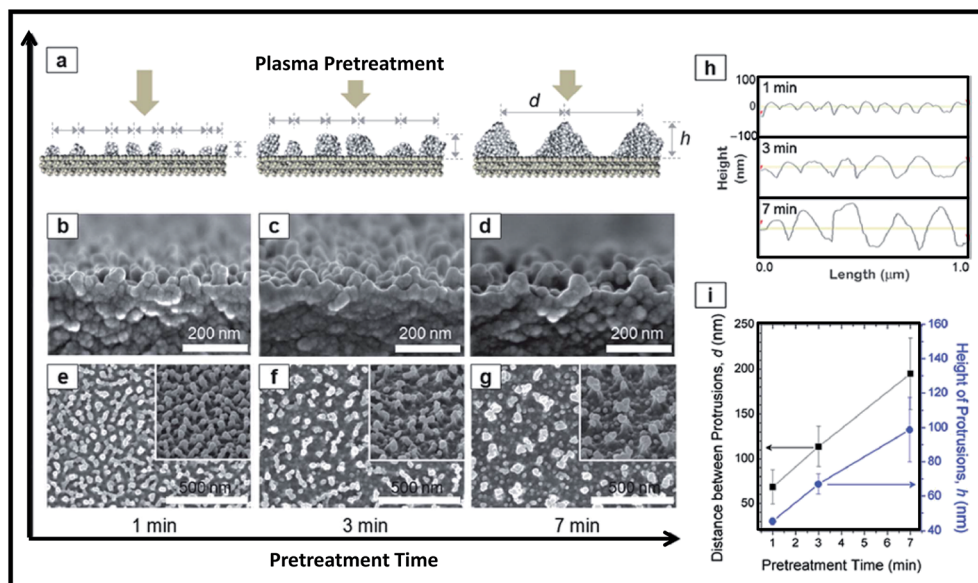 a
Plasma Pretreatment
d
h
b
c
d
200 nm
200 nm
200 nm
e
f
g
500 nm
500 nm
500 nm
1 min
3 min
7 min
Pretreatment Time
h
100
0
−100
1 min
3 min
7 min
Height
(nm)
0.0
1.0
Length (μm)
i
250
200
150
100
50
Distance between Protrusions, d (nm)
160
140
120
100
80
60
40
Height of Protrusions, h (nm)
0 1 2 3 4 5 6 7
Pretreatment Time (min)